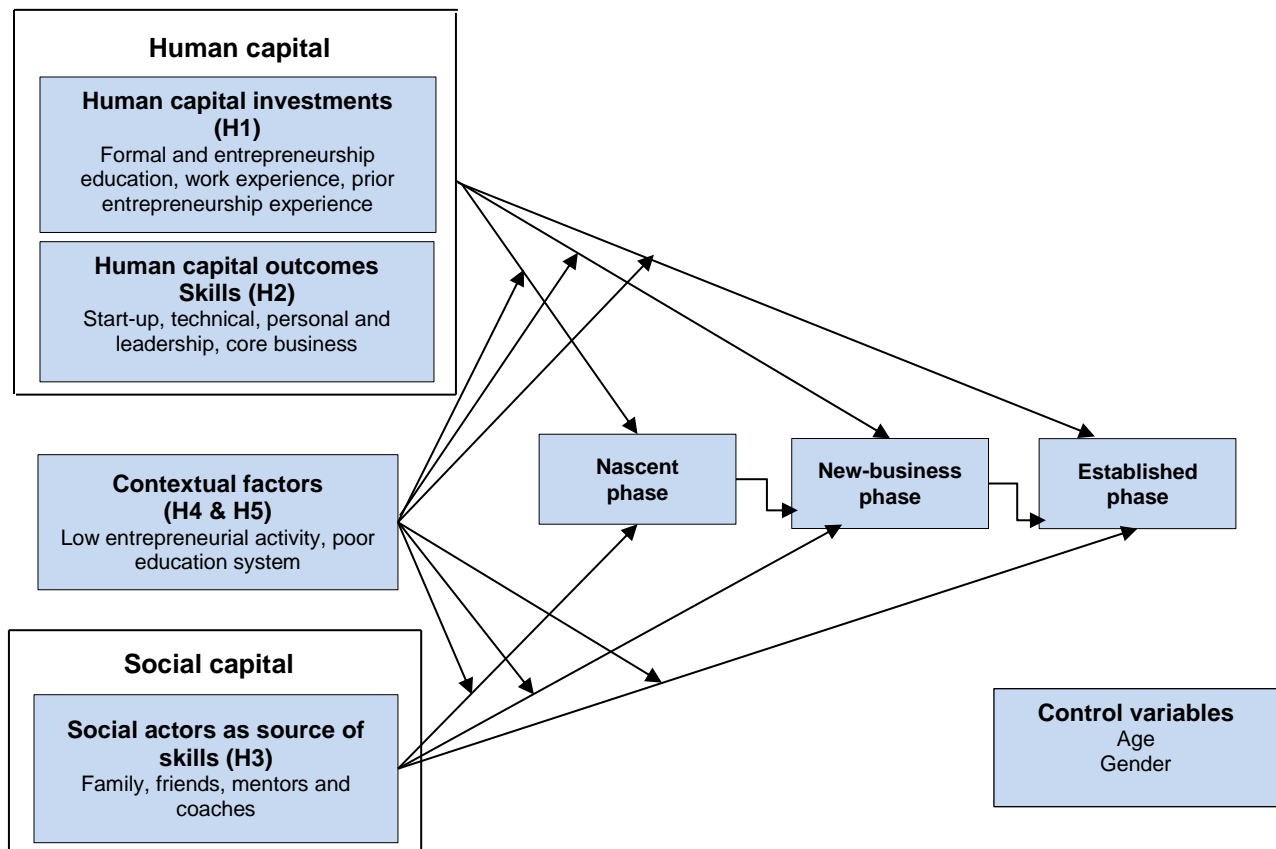 Human capital
Human capital investments
(H1)
Formal and entrepreneurship
education, work experience, prior
entrepreneurship experience
Human capital outcomes
Skills (H2)
Start-up, technical, personal and
leadership, core business
Contextual factors
(H4 & H5)
Low entrepreneurial activity, poor
education system
Nascent
phase
New-business
phase
Established
phase
Social capital
Social actors as source of
skills (H3)
Family, friends, mentors and
coaches
Control variables
Age
Gender